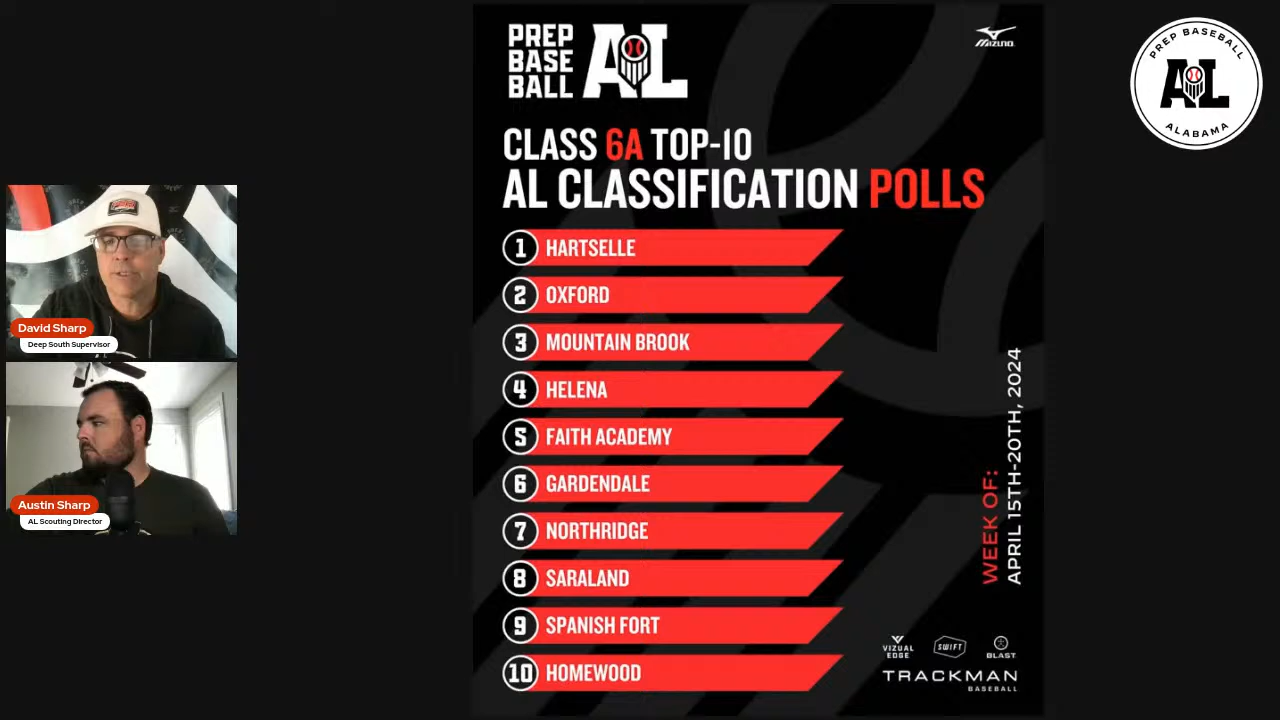 PREP
BASE
BALL
AL
MIZUNO
CLASS 6A TOP-10
AL CLASSIFICATION POLLS
1 HARTSELLE
2 OXFORD
3 MOUNTAIN BROOK
4 HELENA
5 FAITH ACADEMY
6 GARDENDALE
7 NORTHRIDGE
8 SARALAND
9 SPANISH FORT
10 HOMEWOOD
WEEK OF:
APRIL 15TH-20TH, 2024
VIZUAL
EDGE
SWIFT
BLAST
TRACKMAN
BASEBALL
PREP BASEBALL
AL
ALABAMA
David Sharp
Deep South Supervisor
Austin Sharp
AL Scouting Director